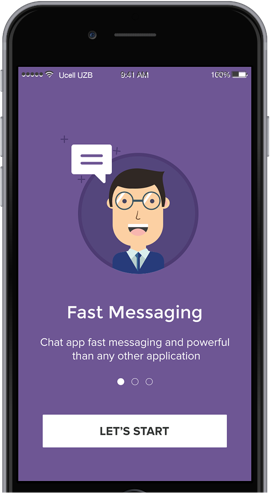 Ucell UZB 9:41 AM 100%
Fast Messaging
Chat app fast messaging and powerful
than any other application
LET'S START